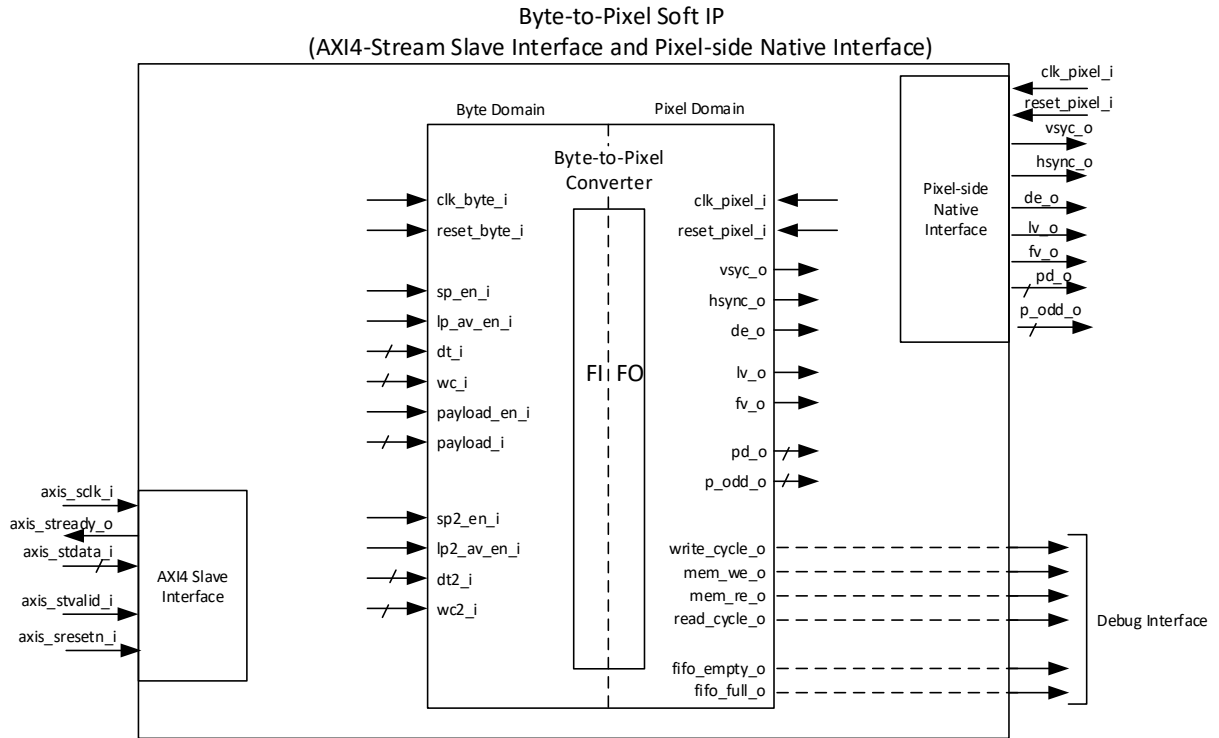 Byte-to-Pixel Soft IP
(AXI4-Stream Slave Interface and Pixel-side Native Interface)
Byte Domain
Pixel Domain
Byte-to-Pixel
Converter
FI
FO
clk_byte_i
reset_byte_i
sp_en_i
lp_av_en_i
dt_i
wc_i
payload_en_i
payload_i
sp2_en_i
lp2_av_en_i
dt2_i
wc2_i
clk_pixel_i
reset_pixel_i
vsyc_o
hsync_o
de_o
lv_o
fv_o
pd_o
p_odd_o
write_cycle_o
mem_we_o
mem_re_o
read_cycle_o
fifo_empty_o
fifo_full_o
axis_sclk_i
axis_stready_o
axis_stdata_i
axis_stvalid_i
axis_sresetn_i
AXI4 Slave
Interface
Pixel-side
Native
Interface
clk_pixel_i
reset_pixel_i
vsyc_o
hsync_o
de_o
lv_o
fv_o
pd_o
p_odd_o
Debug Interface